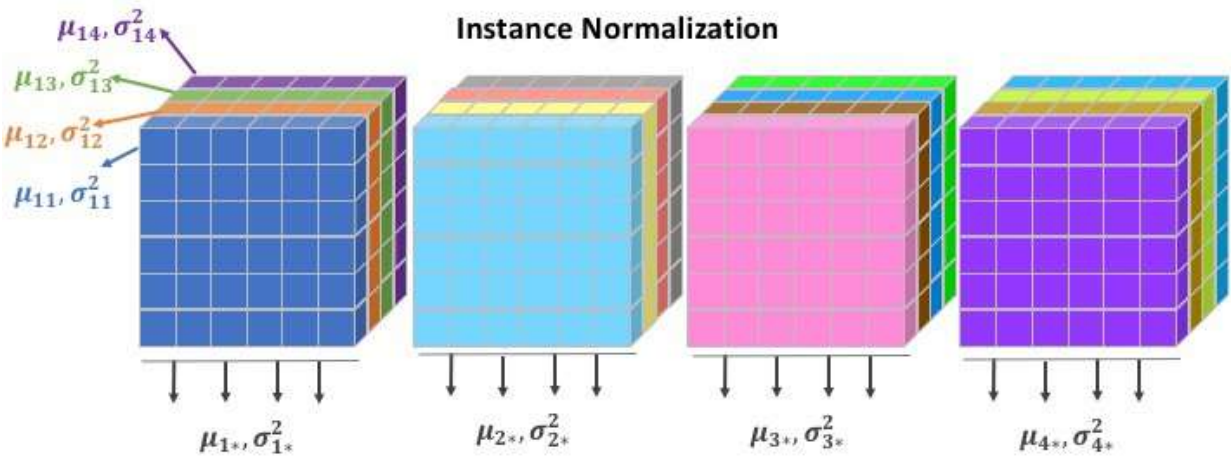 Instance Normalization
μ₁₄, σ²₁₄
μ₁₃, σ²₁₃
μ₁₂, σ²₁₂
μ₁₁, σ²₁₁
μ₁*, σ²₁*
μ₂*, σ²₂*
μ₃*, σ²₃*
μ₄*, σ²₄*